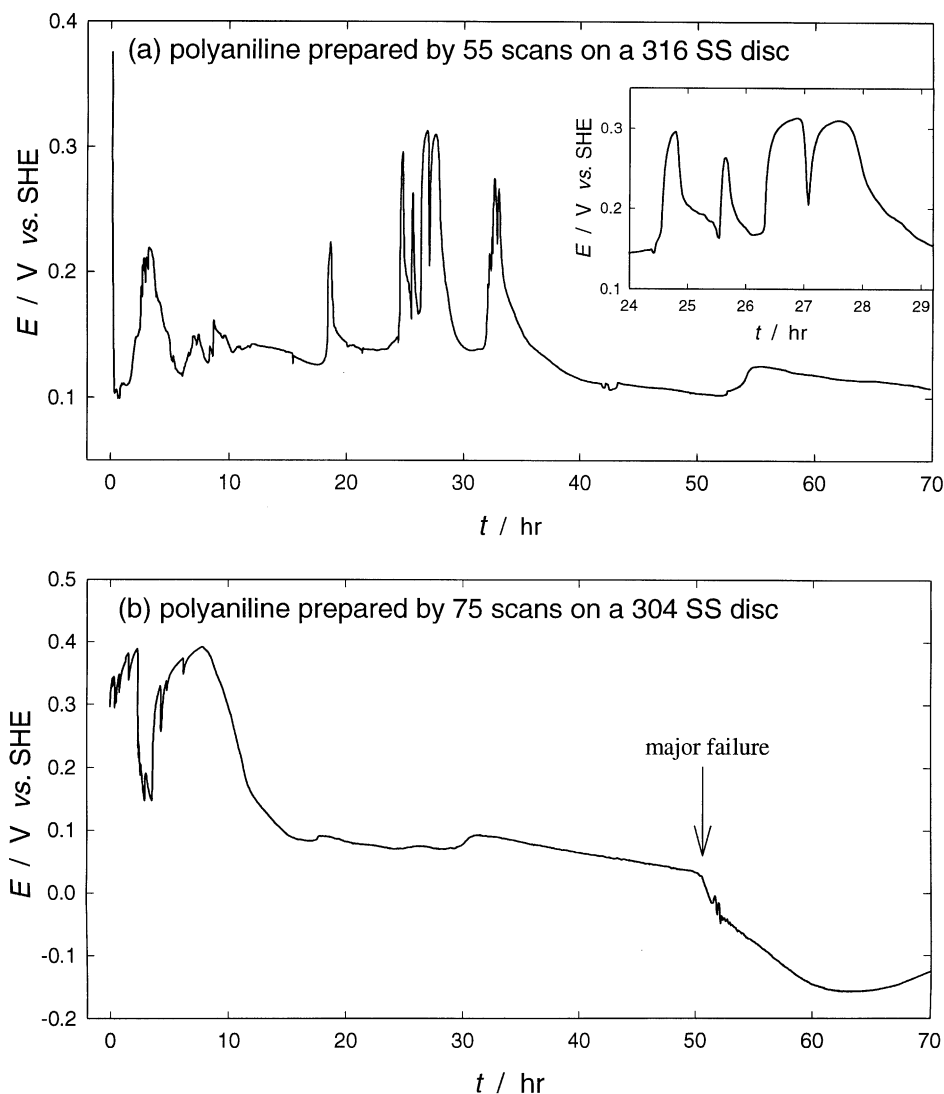 (a) polyaniline prepared by 55 scans on a 316 SS disc
0.4
0.3
0.2
0.1
E / V vs. SHE
0 10 20 30 40 50 60 70
t / hr
0.3
0.2
0.1
E / V vs. SHE
24 25 26 27 28 29
t / hr
(b) polyaniline prepared by 75 scans on a 304 SS disc
0.5
0.4
0.3
0.2
0.1
0.0
-0.1
-0.2
E / V vs. SHE
major failure
0 10 20 30 40 50 60 70
t / hr